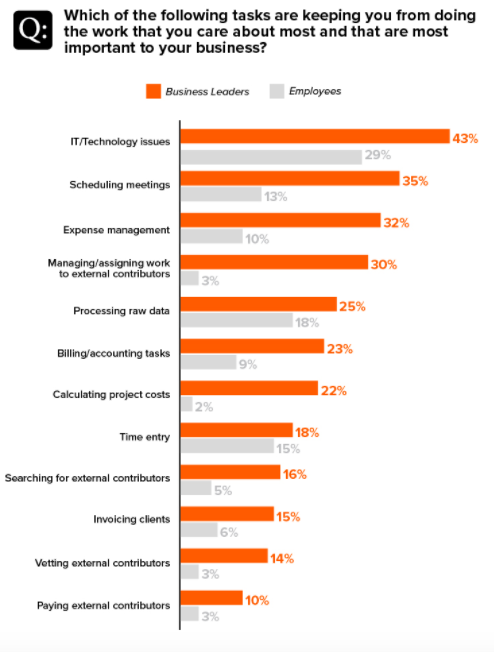 Q:
Which of the following tasks are keeping you from doing
the work that you care about most and that are most
important to your business?
Business Leaders
Employees
IT/Technology issues
43%
29%
Scheduling meetings
35%
13%
Expense management
32%
10%
Managing/assigning work
to external contributors
30%
3%
Processing raw data
25%
18%
Billing/accounting tasks
23%
9%
Calculating project costs
22%
2%
Time entry
18%
15%
Searching for external contributors
16%
5%
Invoicing clients
15%
6%
Vetting external contributors
14%
3%
Paying external contributors
10%
3%